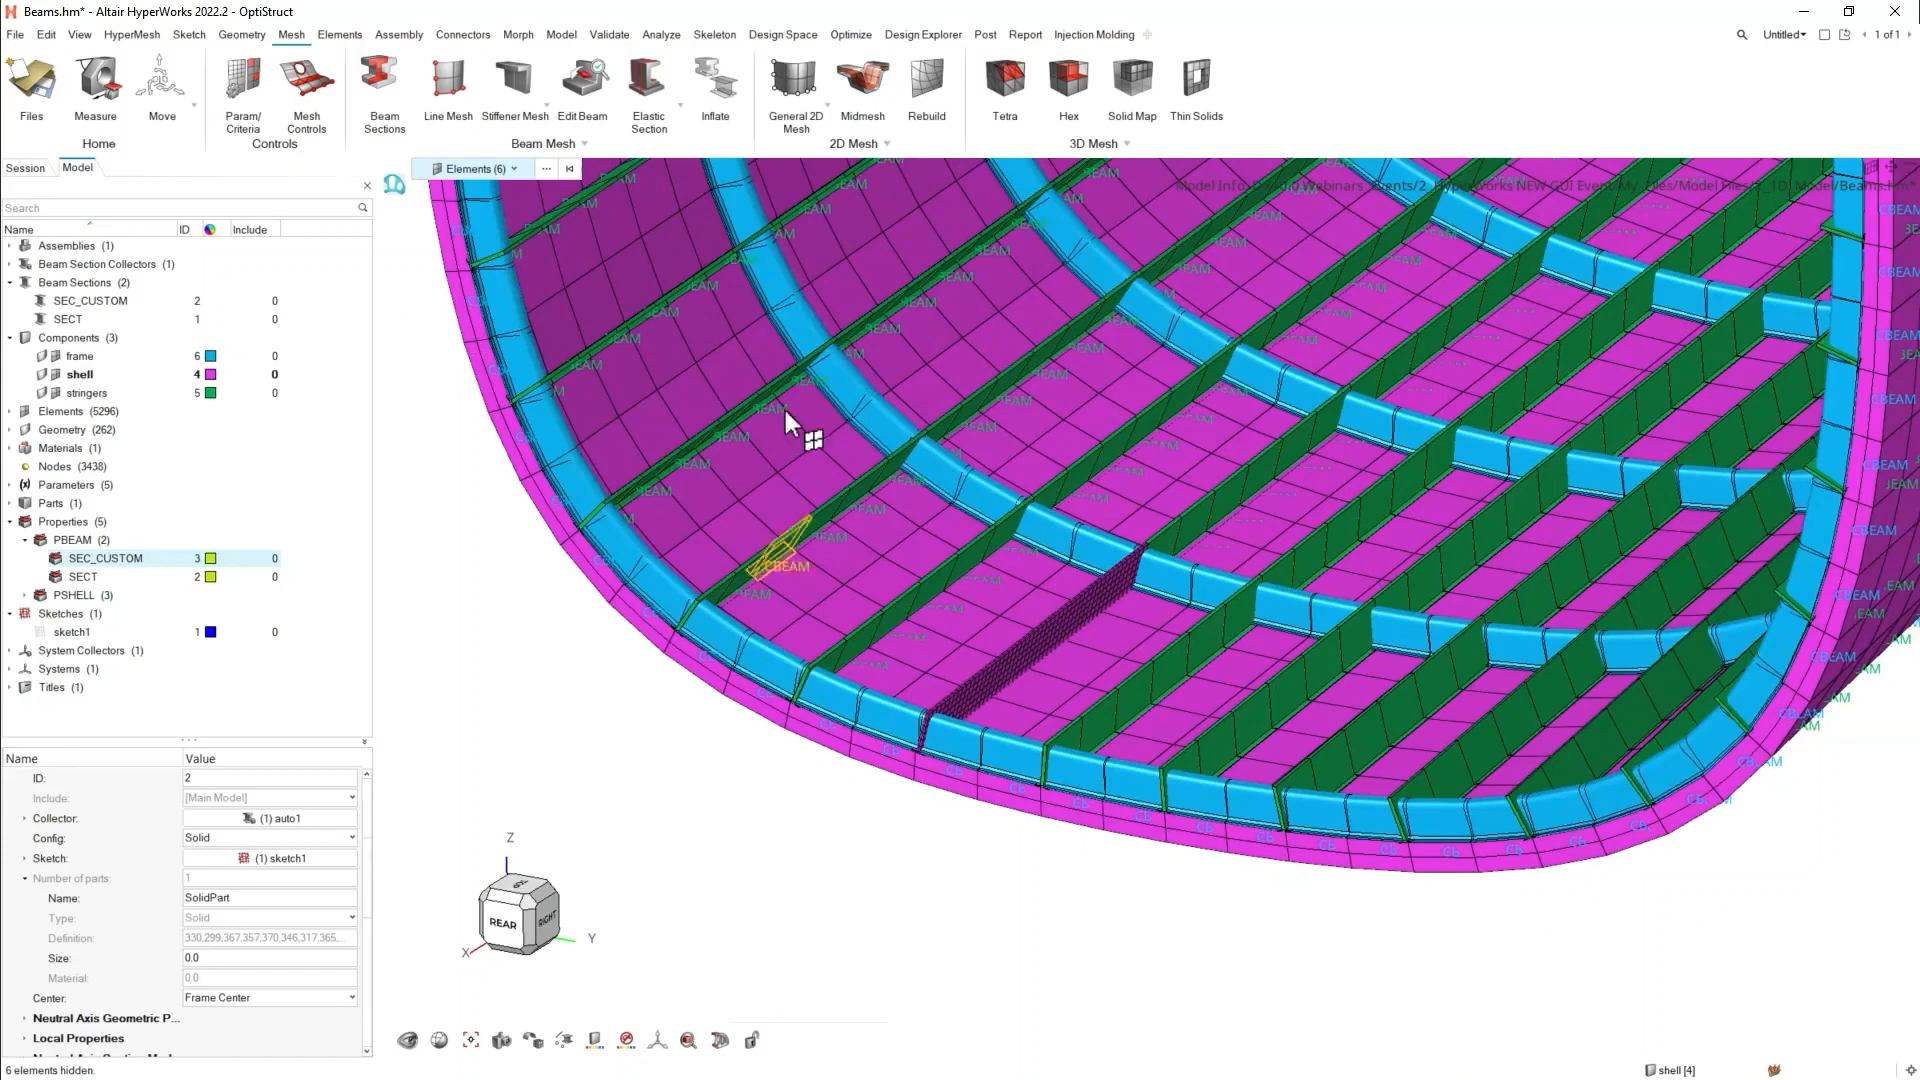 Beams.hm* - Altair HyperWorks 2022.2 - OptiStruct
File Edit View HyperMesh Sketch Geometry Mesh Elements Assembly Connectors Morph Model Validate Analyze Skeleton Design Space Optimize Design Explorer Post Report Injection Molding
Untitled 1 of 1
Files Measure Move
Home
Param/ Criteria Mesh Controls
Controls
Beam Sections Line Mesh Stiffener Mesh Edit Beam Elastic Section Inflate
Beam Mesh
General 2D Mesh Midmesh Rebuild
2D Mesh
Tetra Hex Solid Map Thin Solids
3D Mesh
Session Model
Elements (6)
Search
Name ID Include
Assemblies (1)
Beam Section Collectors (1)
Beam Sections (2)
SEC_CUSTOM 2 0
SECT 1 0
Components (3)
frame 6 0
shell 4 0
stringers 5 0
Elements (5296)
Geometry (262)
Materials (1)
Nodes (3438)
Parameters (5)
Parts (1)
Properties (5)
PBEAM (2)
SEC_CUSTOM 3 0
SECT 2 0
PSHELL (3)
Sketches (1)
sketch1 1 0
System Collectors (1)
Systems (1)
Titles (1)
Name Value
ID: 2
Include: [Main Model]
Collector: (1) auto1
Config: Solid
Sketch: (1) sketch1
Number of parts: 1
Name: SolidPart
Type: Solid
Definition: 330,299,367,357,370,346,317,365,...
Size: 0.0
Material: 0.0
Center: Frame Center
Neutral Axis Geometric P...
Local Properties
6 elements hidden.
CBEAM
CBEAM
CBEAM
CBEAM
CBEAM
Z
REAR RIGHT
X Y
shell [4]